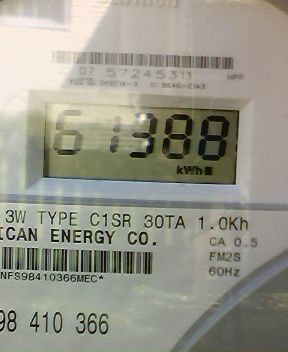 07 57245311 HPP
61388
kWh
3W TYPE C1SR 30TA 1.0Kh
ICAN ENERGY CO.
CA 0.5
FM2S
60Hz
NFS98410366MEC*
98 410 366